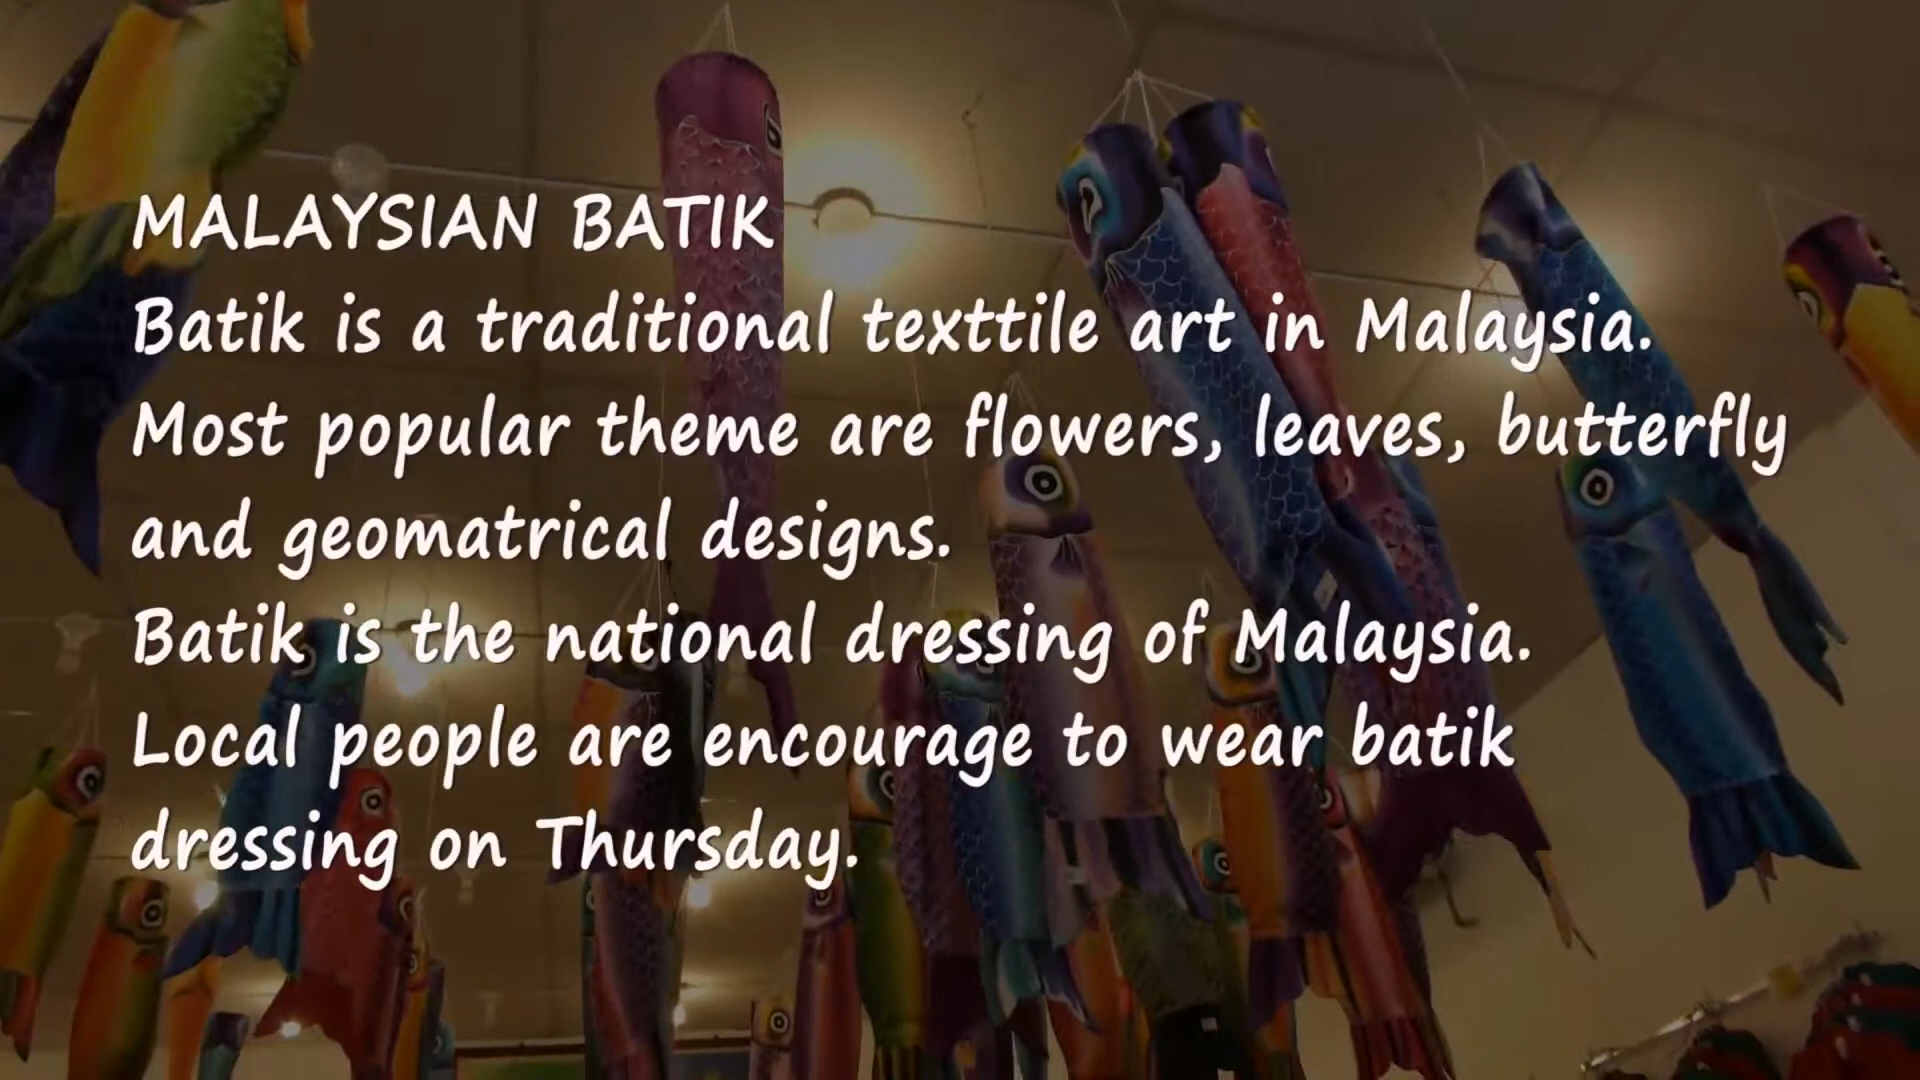 MALAYSIAN BATIK
Batik is a traditional texttile art in Malaysia.
Most popular theme are flowers, leaves, butterfly
and geomatrical designs.
Batik is the national dressing of Malaysia.
Local people are encourage to wear batik
dressing on Thursday.